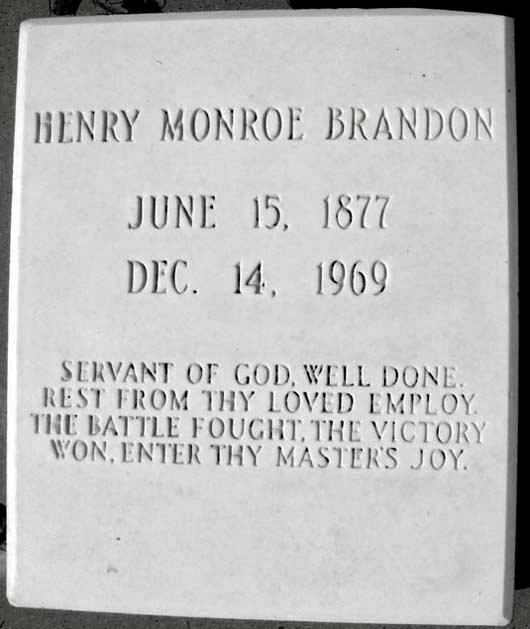 HENRY MONROE BRANDON
JUNE 15, 1877
DEC. 14, 1969
SERVANT OF GOD, WELL DONE.
REST FROM THY LOVED EMPLOY.
THE BATTLE FOUGHT, THE VICTORY
WON, ENTER THY MASTER'S JOY.